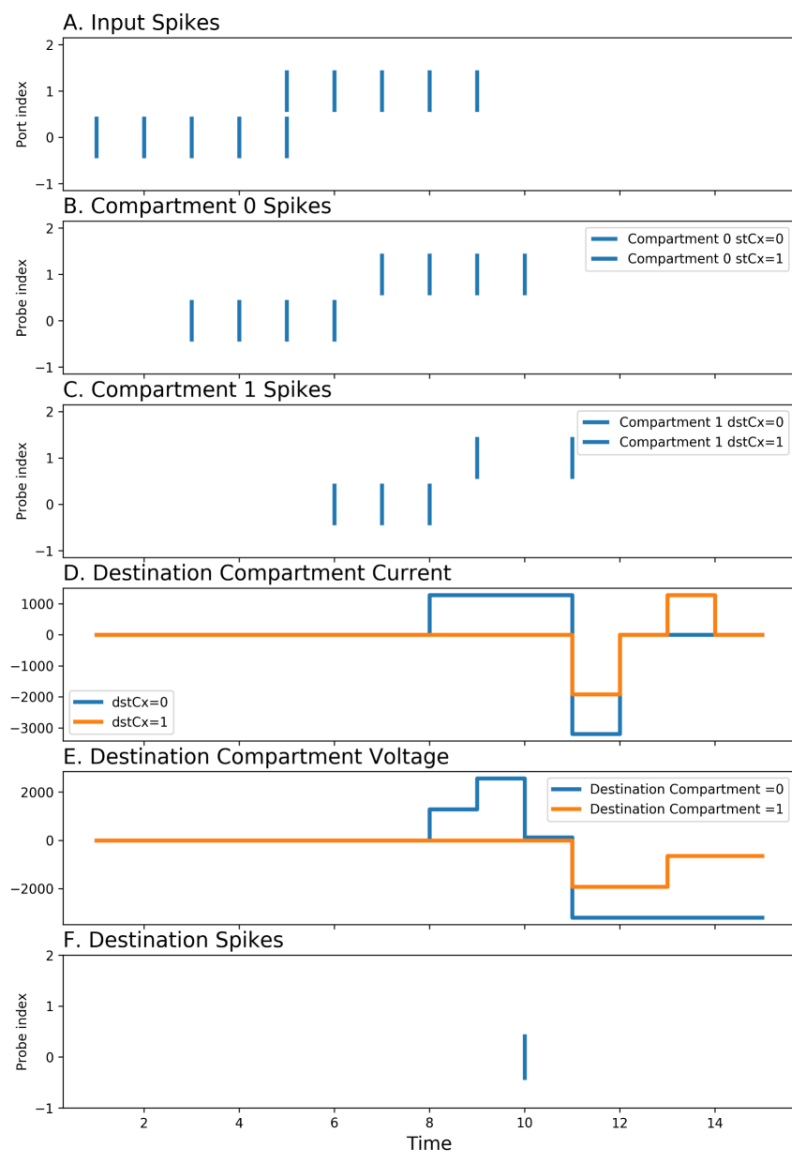 A. Input Spikes
Port index
2
1
0
−1
B. Compartment 0 Spikes
Probe index
2
1
0
−1
Compartment 0 stCx=0
Compartment 0 stCx=1
C. Compartment 1 Spikes
Probe index
2
1
0
−1
Compartment 1 dstCx=0
Compartment 1 dstCx=1
D. Destination Compartment Current
1000
0
−1000
−2000
−3000
dstCx=0
dstCx=1
E. Destination Compartment Voltage
2000
0
−2000
Destination Compartment =0
Destination Compartment =1
F. Destination Spikes
Probe index
2
1
0
−1
2 4 6 8 10 12 14
Time